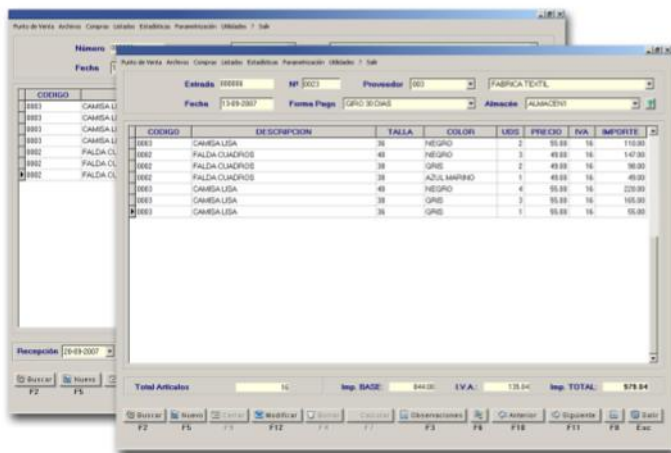 Punto de Venta Archivos Compras Listados Estadísticas Parametrización Utilidades ? Salir
Número
Fecha
CODIGO
0003 CAMISA LI
0003 CAMISA LI
0003 CAMISA LI
0002 FALDA CU
0002 FALDA CU
0002 FALDA CU
Recepción 28-09-2007
Buscar Nuevo
F2 F5
Punto de Venta Archivos Compras Listados Estadísticas Parametrización Utilidades ? Salir
Entrada 000006 Nº 0023 Proveedor 003 FABRICA TEXTIL
Fecha 13-09-2007 Forma Pago GIRO 30 DIAS Almacén ALMACEN1
CODIGO DESCRIPCION TALLA COLOR UDS PRECIO IVA IMPORTE
0003 CAMISA LISA 36 NEGRO 2 55.00 16 110.00
0002 FALDA CUADROS 40 NEGRO 3 49.00 16 147.00
0002 FALDA CUADROS 38 GRIS 2 49.00 16 98.00
0002 FALDA CUADROS 38 AZUL MARINO 1 49.00 16 49.00
0003 CAMISA LISA 40 NEGRO 4 55.00 16 220.00
0003 CAMISA LISA 38 GRIS 3 55.00 16 165.00
0003 CAMISA LISA 36 GRIS 1 55.00 16 55.00
Total Artículos 16 Imp. BASE: 844.00 I.V.A.: 135.04 Imp. TOTAL: 979.04
Buscar Nuevo Cerrar Modificar Borrar Calcular Observaciones Anterior Siguiente Salir
F2 F5 F9 F12 F4 F7 F3 F6 F10 F11 F8 Esc